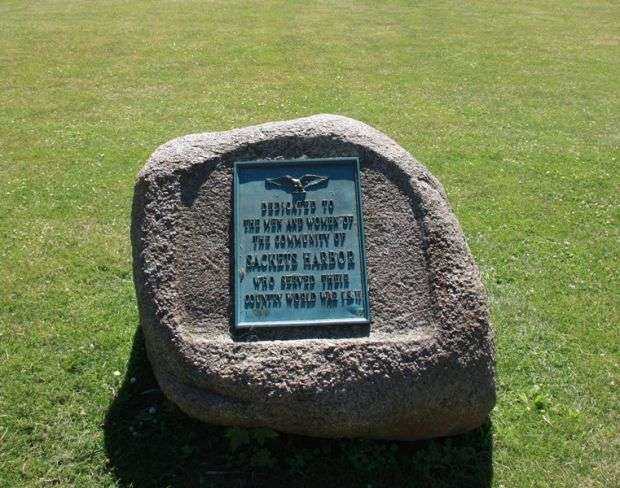 DEDICATED TO
THE MEN AND WOMEN OF
THE COMMUNITY OF
SACKETS HARBOR
WHO SERVED THEIR
COUNTRY WORLD WAR I & II